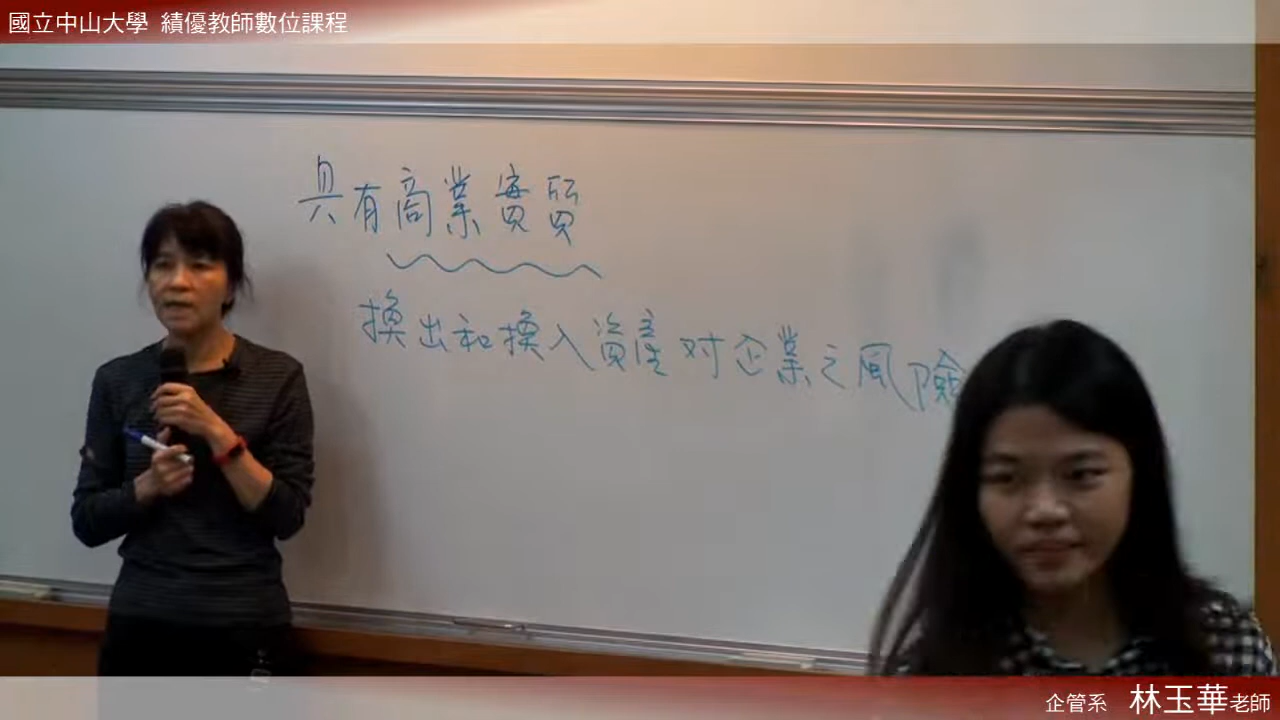 國立中山大學 績優教師數位課程
具有商業實質
換出和換入資產对企業之風險
企管系 林玉華老師